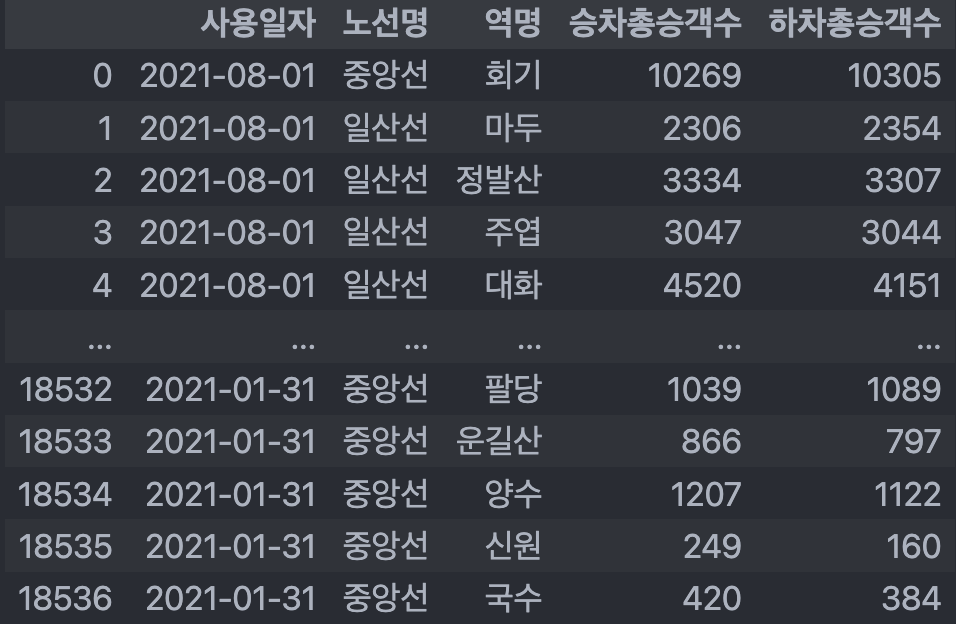 사용일자 노선명 역명 승차총승객수 하차총승객수
0 2021-08-01 중앙선 회기 10269 10305
1 2021-08-01 일산선 마두 2306 2354
2 2021-08-01 일산선 정발산 3334 3307
3 2021-08-01 일산선 주엽 3047 3044
4 2021-08-01 일산선 대화 4520 4151
... ... ... ... ... ...
18532 2021-01-31 중앙선 팔당 1039 1089
18533 2021-01-31 중앙선 운길산 866 797
18534 2021-01-31 중앙선 양수 1207 1122
18535 2021-01-31 중앙선 신원 249 160
18536 2021-01-31 중앙선 국수 420 384